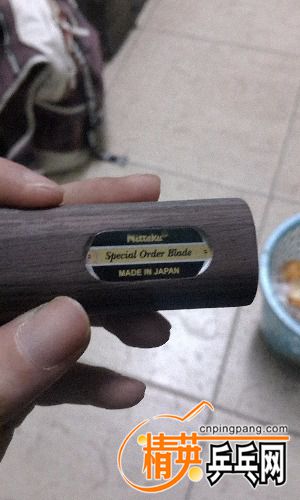 Nittaku
Special Order Blade
MADE IN JAPAN
cnpingpang.com
精英乒乓网